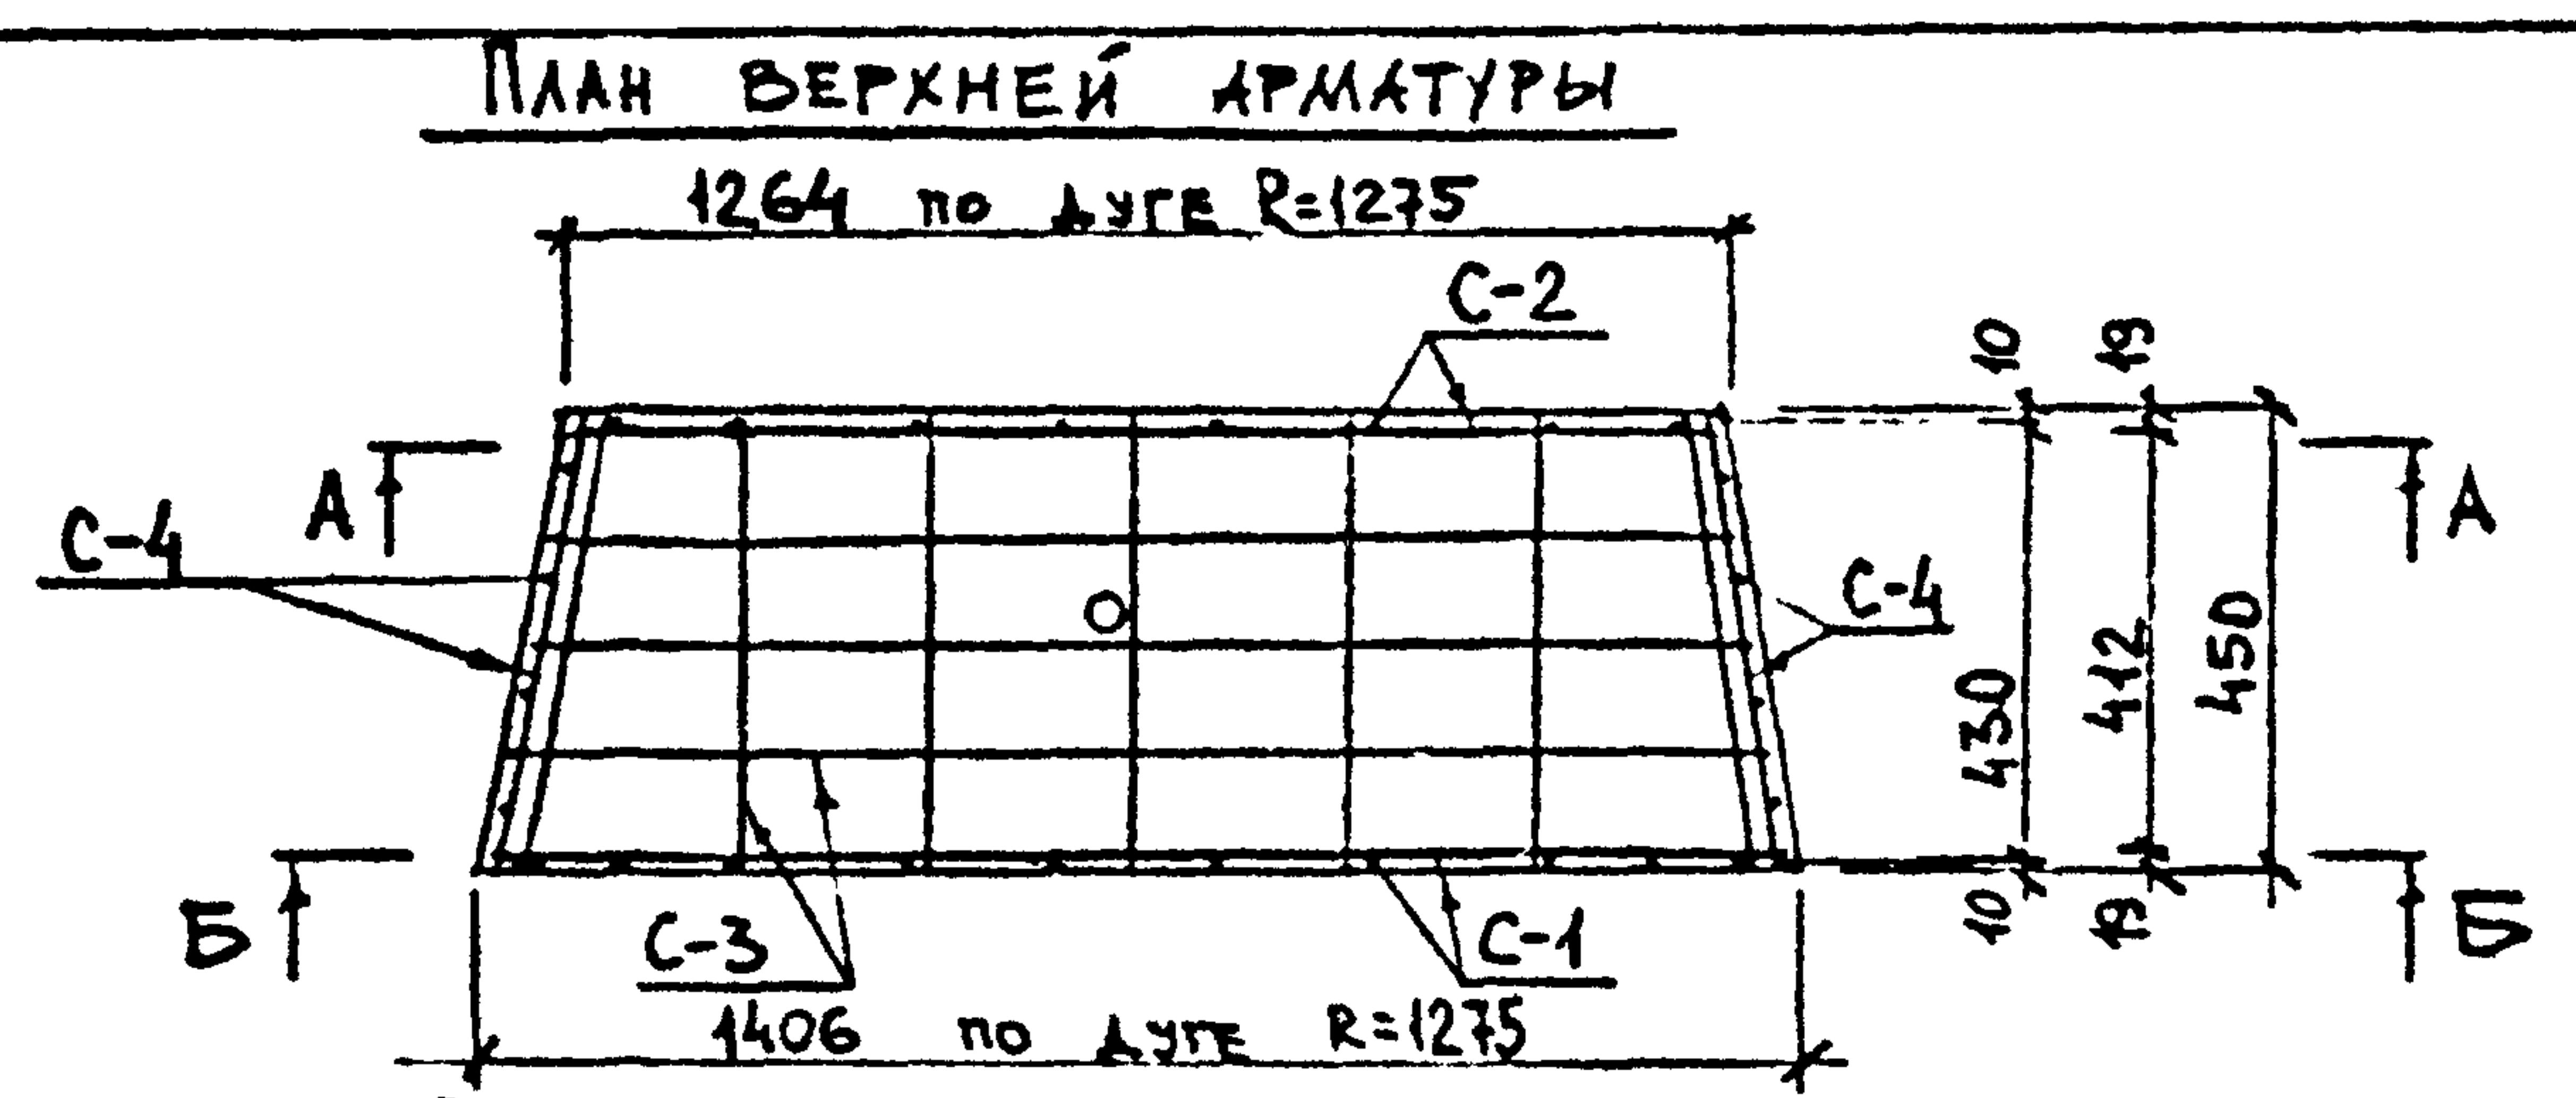 План верхней арматуры
1264 по дуге R=1275
С-2
10
19
А
А
С-4
С-4
430
412
450
Б
Б
С-3
С-1
10
19
1406 по дуге R=1275